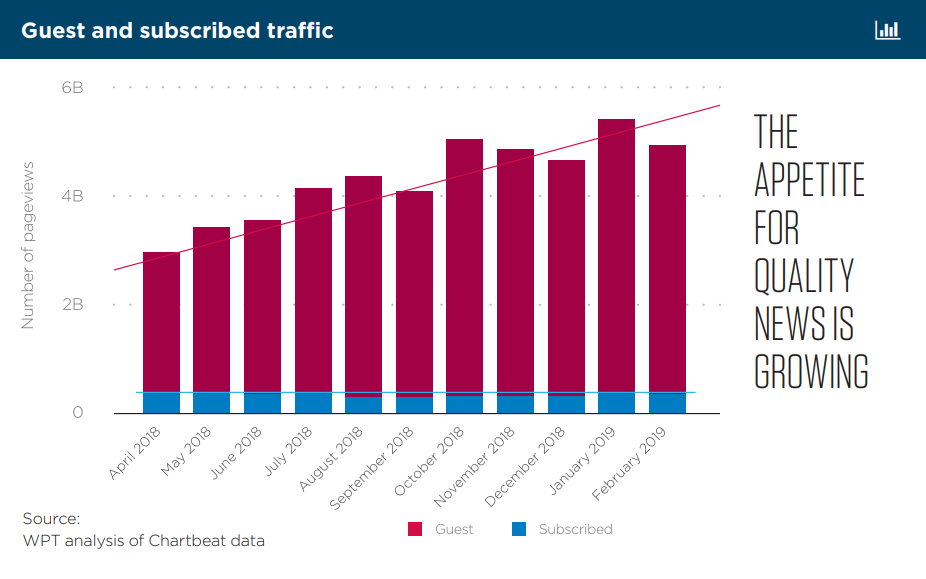 Guest and subscribed traffic
6B
4B
2B
0
Number of pageviews
April 2018
May 2018
June 2018
July 2018
August 2018
September 2018
October 2018
November 2018
December 2018
January 2019
February 2019
THE
APPETITE
FOR
QUALITY
NEWS IS
GROWING
Guest
Subscribed
Source:
WPT analysis of Chartbeat data